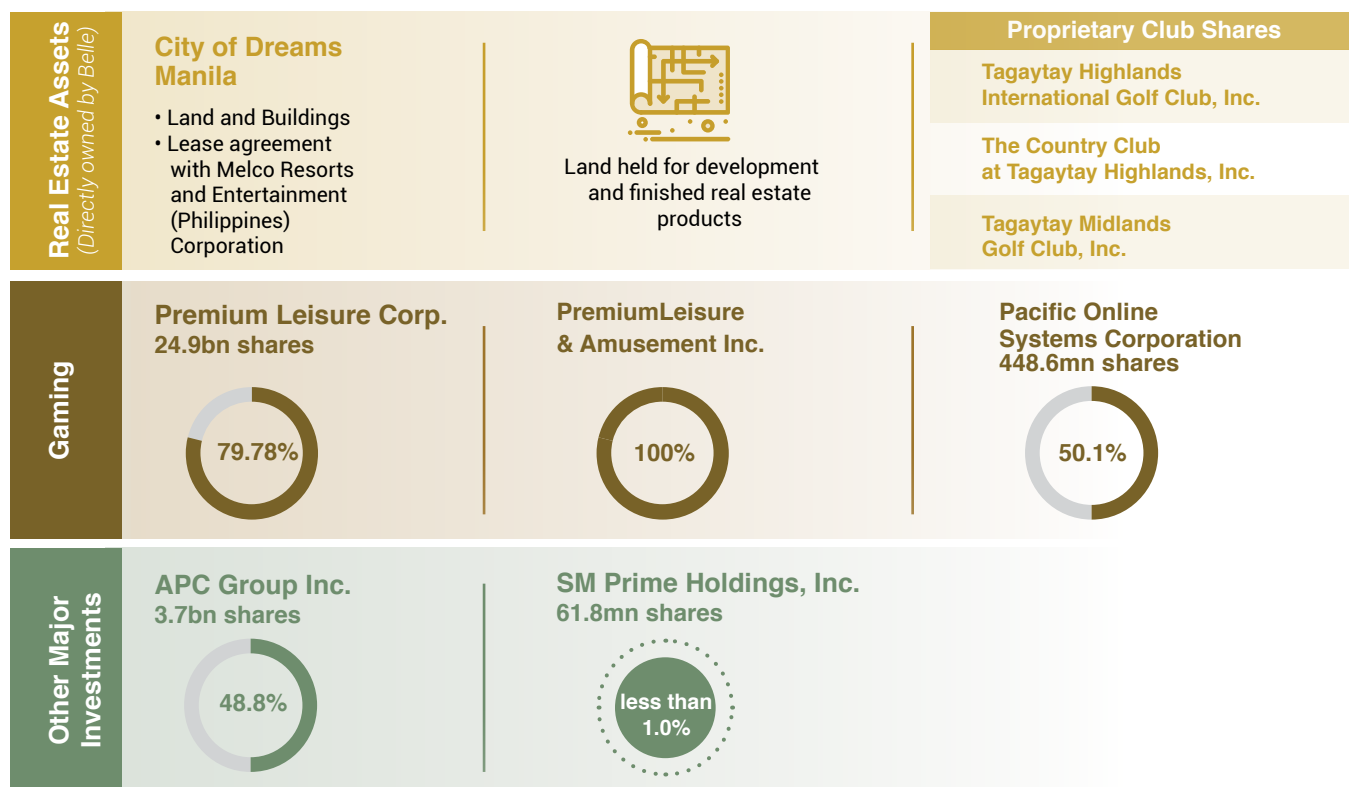 Real Estate Assets
(Directly owned by Belle)
City of Dreams
Manila
• Land and Buildings
• Lease agreement
with Melco Resorts
and Entertainment
(Philippines)
Corporation
Land held for development
and finished real estate
products
Proprietary Club Shares
Tagaytay Highlands
International Golf Club, Inc.
The Country Club
at Tagaytay Highlands, Inc.
Tagaytay Midlands
Golf Club, Inc.
Gaming
Premium Leisure Corp.
24.9bn shares
79.78%
PremiumLeisure
& Amusement Inc.
100%
Pacific Online
Systems Corporation
448.6mn shares
50.1%
Other Major
Investments
APC Group Inc.
3.7bn shares
48.8%
SM Prime Holdings, Inc.
61.8mn shares
less than
1.0%